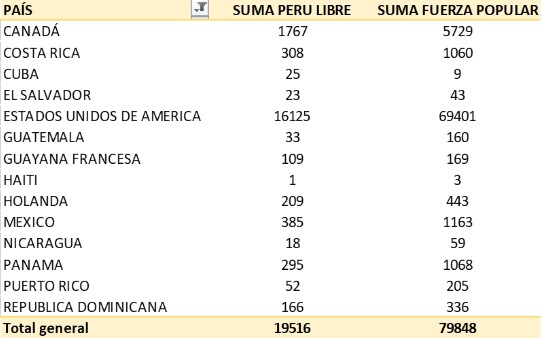 PAÍS SUMA PERU LIBRE SUMA FUERZA POPULAR
CANADÁ 1767 5729
COSTA RICA 308 1060
CUBA 25 9
EL SALVADOR 23 43
ESTADOS UNIDOS DE AMERICA 16125 69401
GUATEMALA 33 160
GUAYANA FRANCESA 109 169
HAITI 1 3
HOLANDA 209 443
MEXICO 385 1163
NICARAGUA 18 59
PANAMA 295 1068
PUERTO RICO 52 205
REPUBLICA DOMINICANA 166 336
Total general 19516 79848